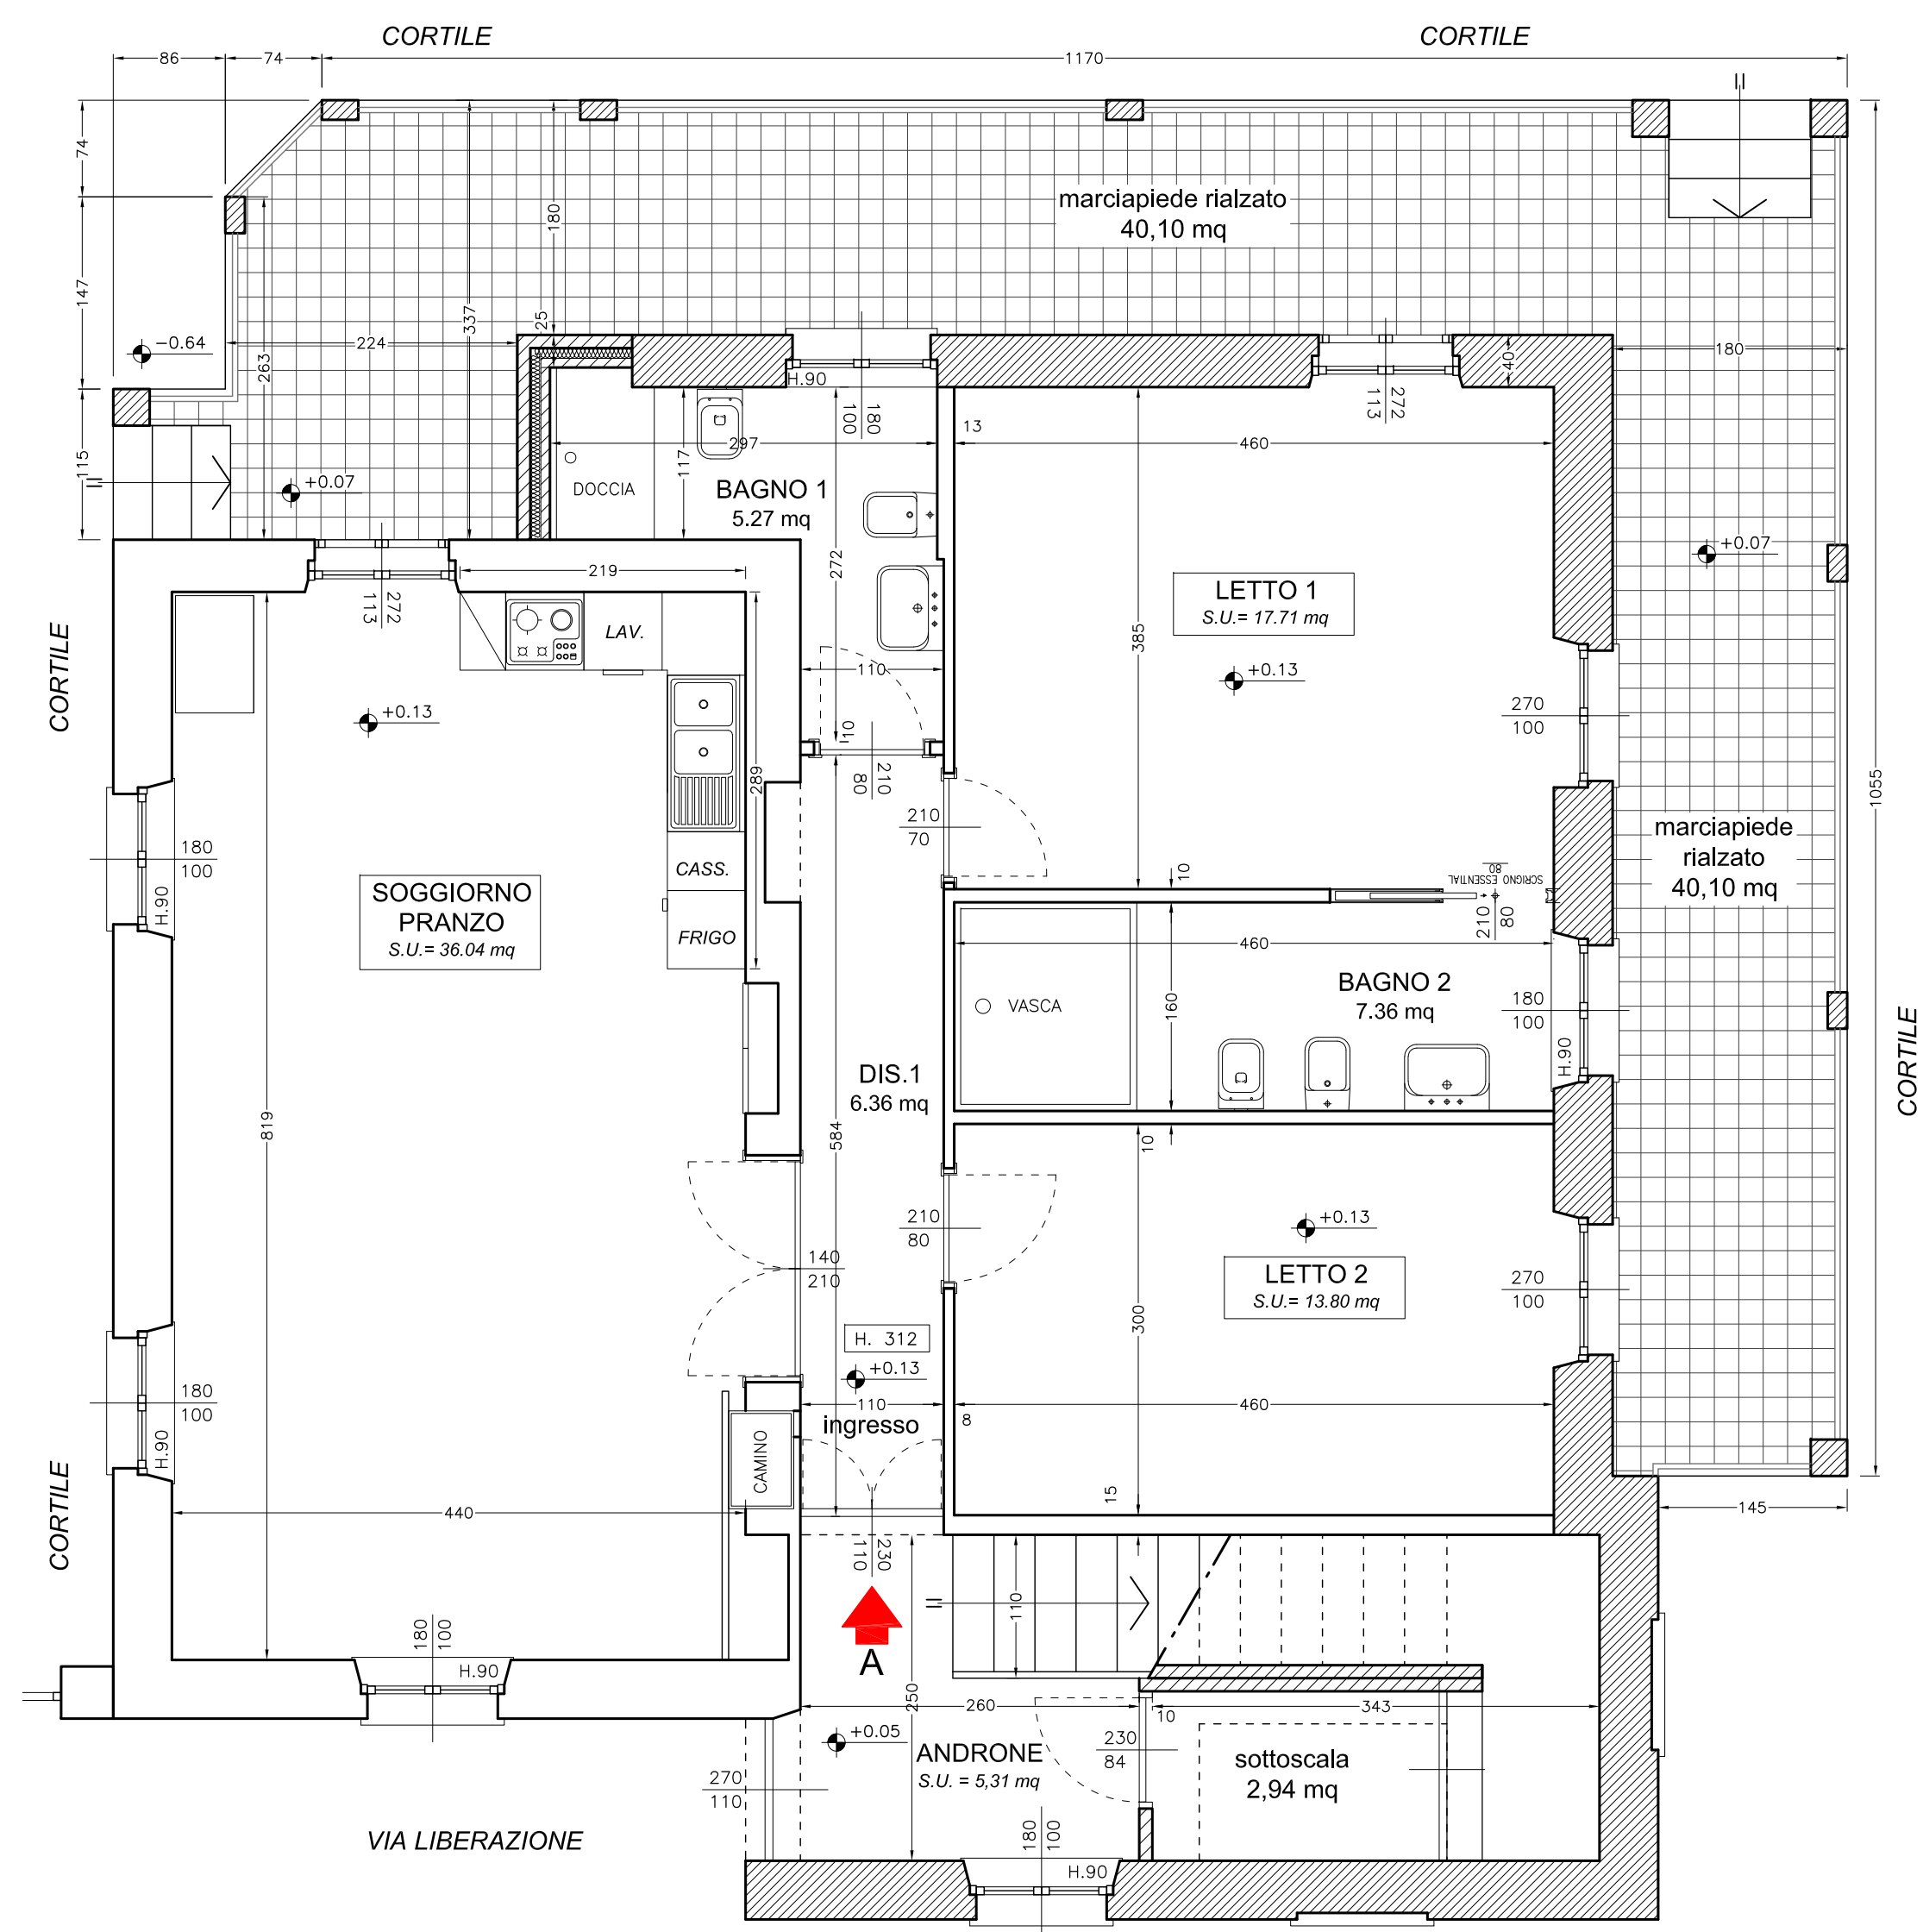 CORTILE
CORTILE
86
74
1170
74
147
115
marciapiede rialzato
40,10 mq
180
25
337
263
224
-0.64
+0.07
180
40
H.90
180
100
272
113
297
117
13
460
DOCCIA
BAGNO 1
5.27 mq
272
113
219
272
110
10
210
80
LAV.
289
CASS.
FRIGO
+0.13
CORTILE
180
100
H.90
SOGGIORNO
PRANZO
S.U.= 36.04 mq
819
LETTO 1
S.U.= 17.71 mq
385
+0.13
270
100
+0.07
1055
210
70
10
SCRIGNO ESSENTIAL
80
210
80
marciapiede
rialzato
40,10 mq
460
BAGNO 2
7.36 mq
VASCA
160
180
100
H.90
CORTILE
DIS.1
6.36 mq
584
10
210
80
+0.13
LETTO 2
S.U.= 13.80 mq
270
100
300
140
210
H. 312
+0.13
110
ingresso
8
460
15
180
100
H.90
CORTILE
CAMINO
440
145
230
110
A
110
180
100
H.90
250
260
10
343
+0.05
ANDRONE
S.U. = 5,31 mq
230
84
sottoscala
2,94 mq
270
110
VIA LIBERAZIONE
180
100
H.90